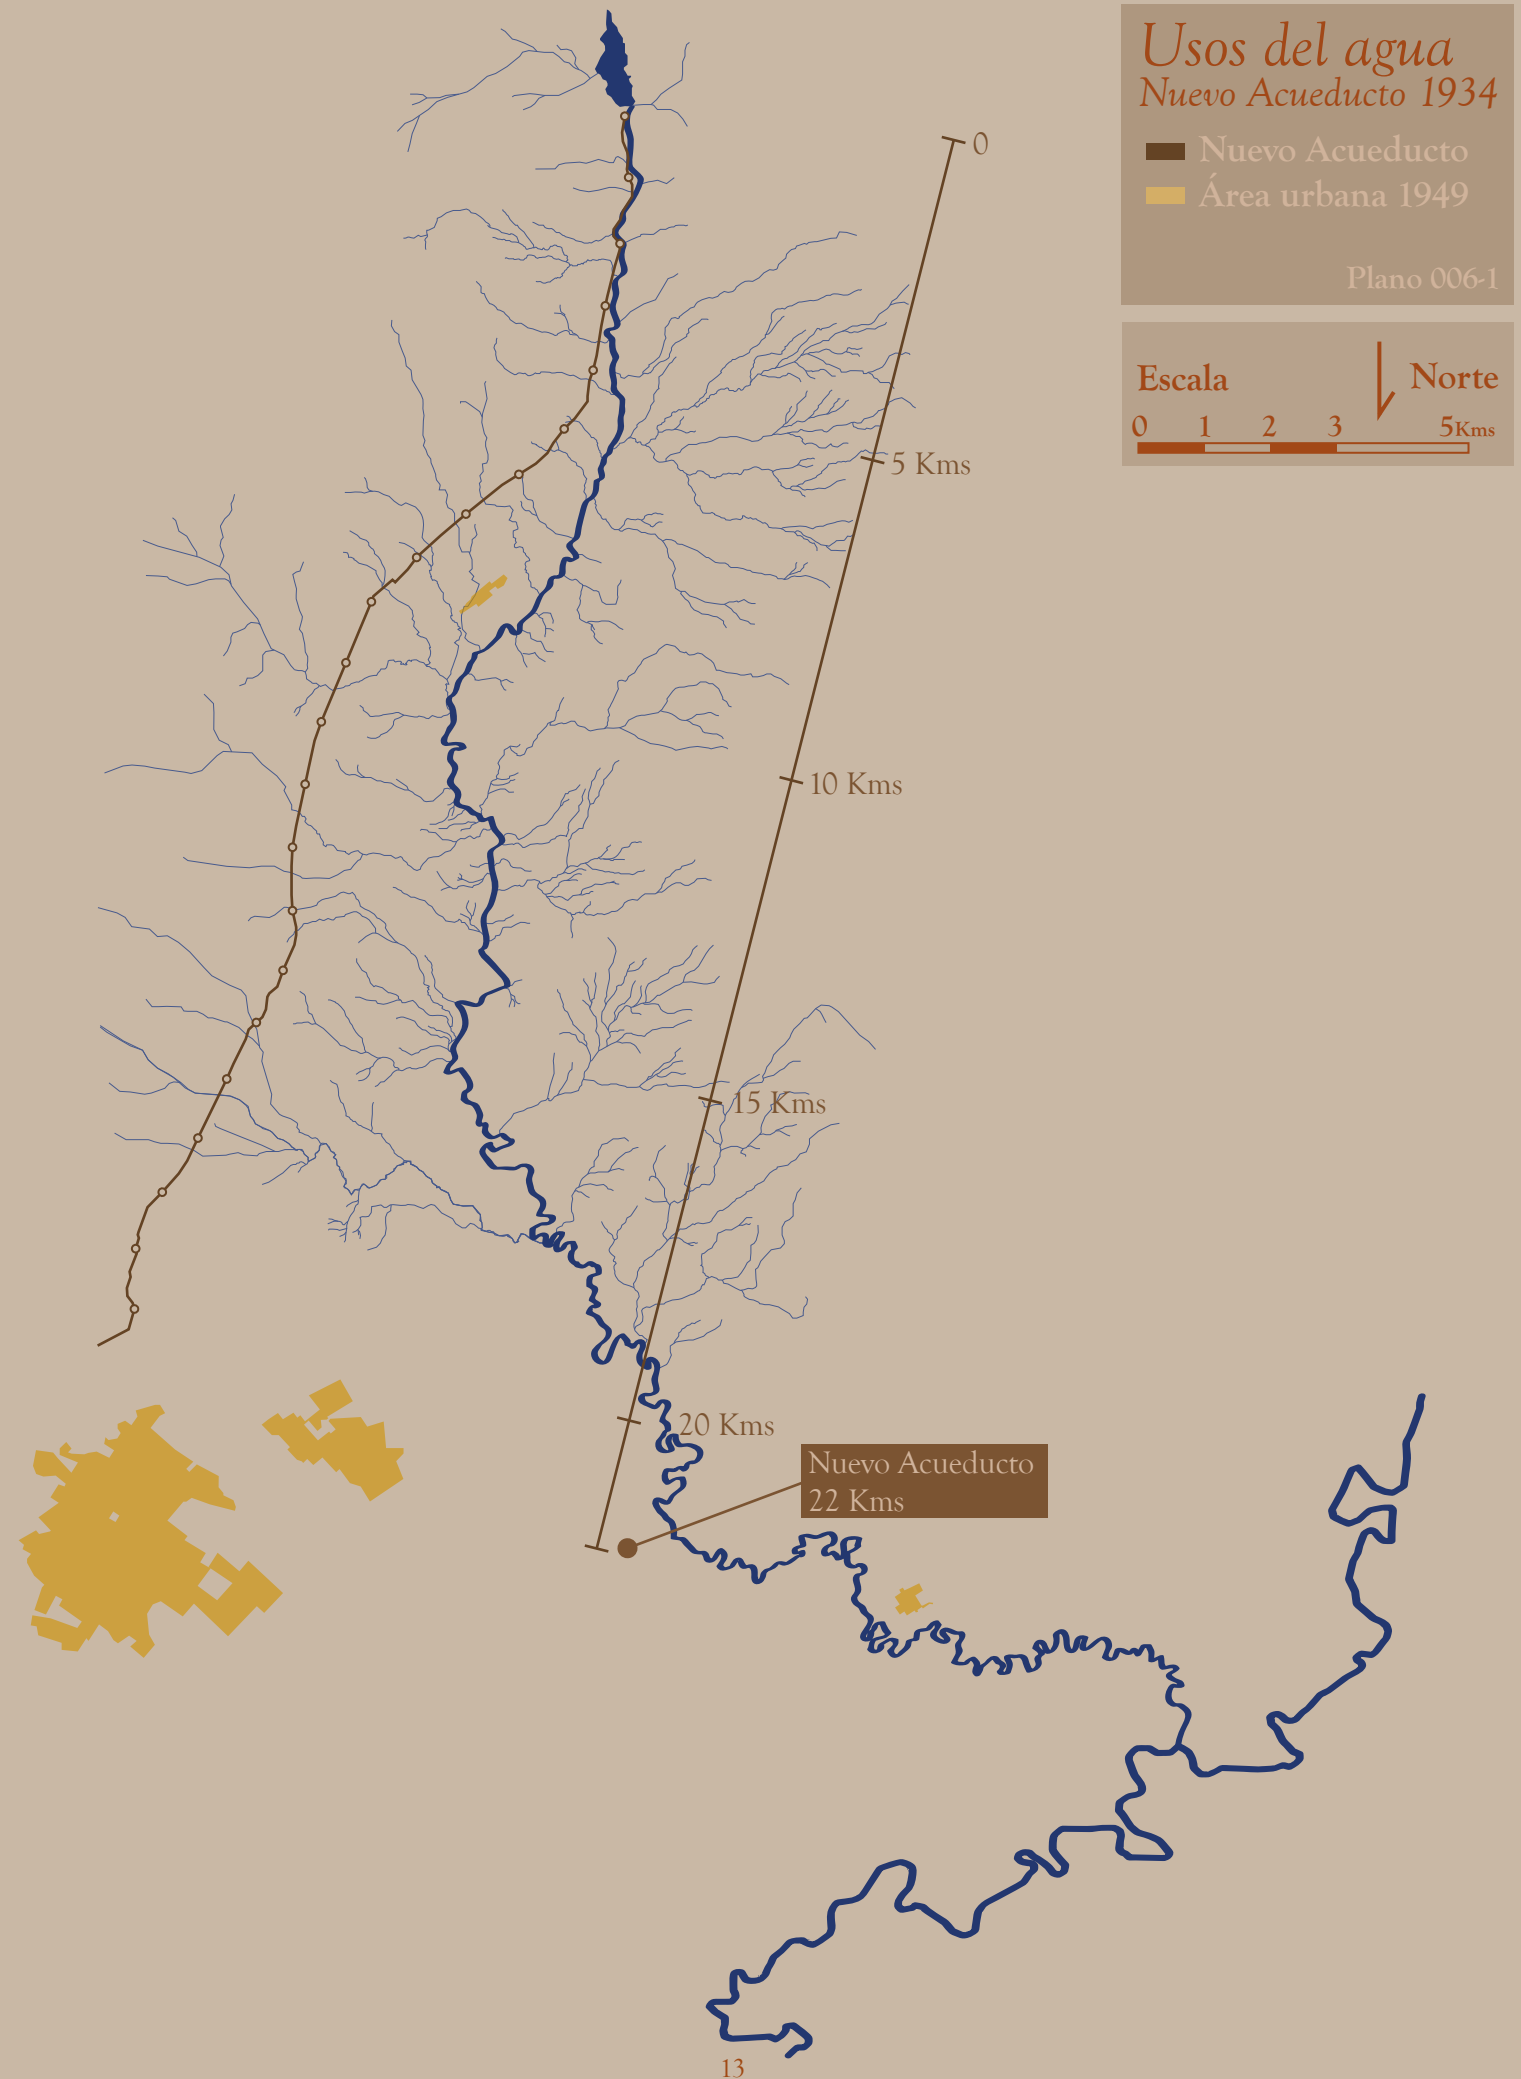 Usos del agua
Nuevo Acueducto 1934
Nuevo Acueducto
Área urbana 1949
Plano 006-1
Escala
Norte
0 1 2 3 5Kms
0
5 Kms
10 Kms
15 Kms
20 Kms
Nuevo Acueducto
22 Kms
13